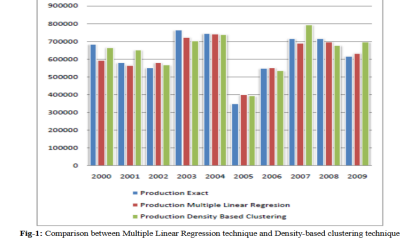 900000
800000
700000
600000
500000
400000
300000
200000
100000
0
2000 2001 2002 2003 2004 2005 2006 2007 2008 2009
Production Exact
Production Multiple Linear Regresion
Production Density Based Clustering
Fig-1: Comparison between Multiple Linear Regression technique and Density-based clustering technique